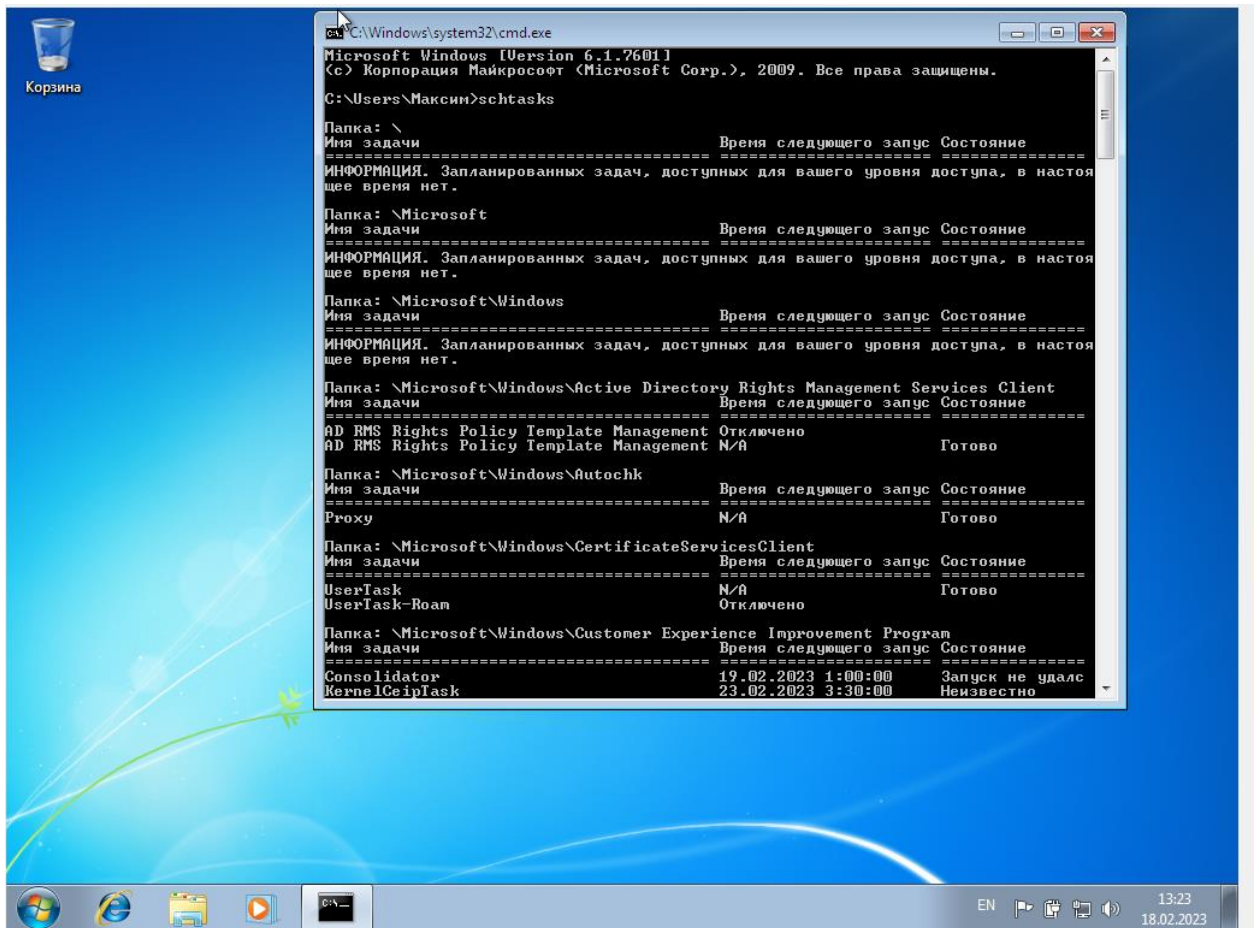 Корзина
C:\Windows\system32\cmd.exe
Microsoft Windows [Version 6.1.7601]
(c) Корпорация Майкрософт (Microsoft Corp.), 2009. Все права защищены.
C:\Users\Максим>schtasks
Папка: \
Имя задачи Время следующего запус Состояние
======================================== ====================== ===============
ИНФОРМАЦИЯ. Запланированных задач, доступных для вашего уровня доступа, в настоя
щее время нет.
Папка: \Microsoft
Имя задачи Время следующего запус Состояние
======================================== ====================== ===============
ИНФОРМАЦИЯ. Запланированных задач, доступных для вашего уровня доступа, в настоя
щее время нет.
Папка: \Microsoft\Windows
Имя задачи Время следующего запус Состояние
======================================== ====================== ===============
ИНФОРМАЦИЯ. Запланированных задач, доступных для вашего уровня доступа, в настоя
щее время нет.
Папка: \Microsoft\Windows\Active Directory Rights Management Services Client
Имя задачи Время следующего запус Состояние
======================================== ====================== ===============
AD RMS Rights Policy Template Management Отключено
AD RMS Rights Policy Template Management N/A Готово
Папка: \Microsoft\Windows\Autochk
Имя задачи Время следующего запус Состояние
======================================== ====================== ===============
Proxy N/A Готово
Папка: \Microsoft\Windows\CertificateServicesClient
Имя задачи Время следующего запус Состояние
======================================== ====================== ===============
UserTask N/A Готово
UserTask-Roam Отключено
Папка: \Microsoft\Windows\Customer Experience Improvement Program
Имя задачи Время следующего запус Состояние
======================================== ====================== ===============
Consolidator 19.02.2023 1:00:00 Запуск не удалс
KernelCeipTask 23.02.2023 3:30:00 Неизвестно
C:\_
EN
13:23
18.02.2023